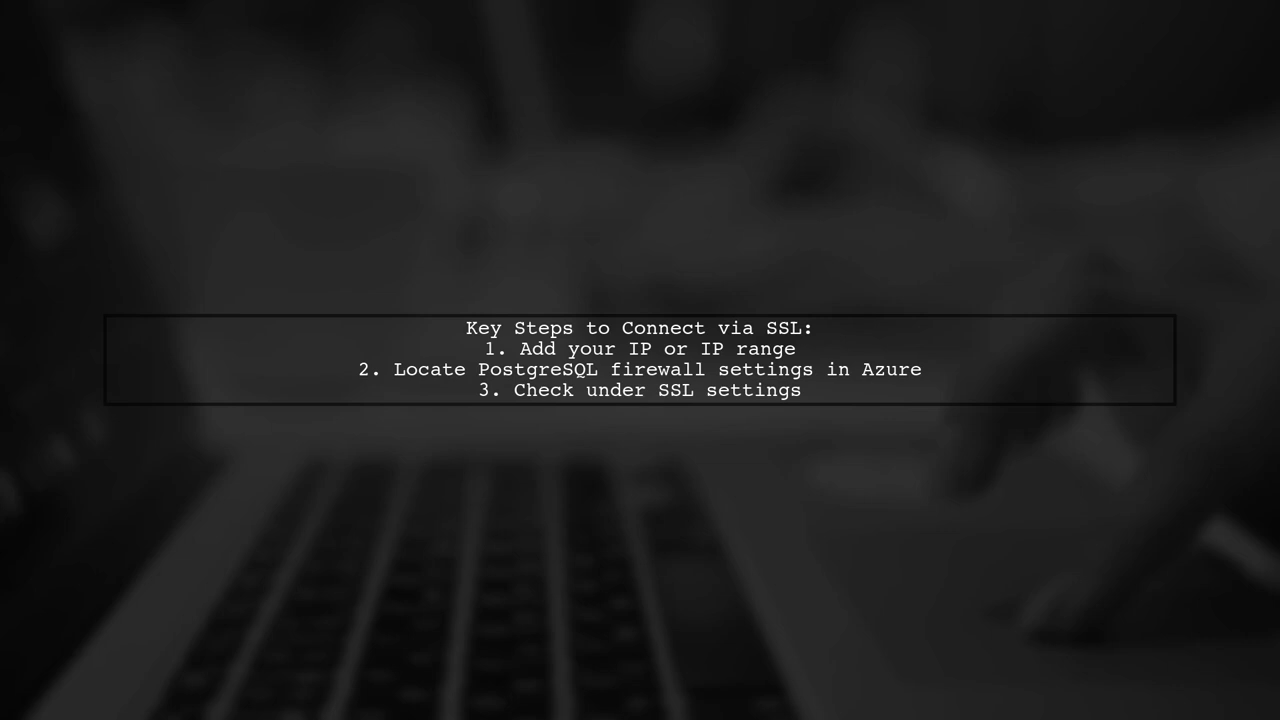 Key Steps to Connect via SSL:
1. Add your IP or IP range
2. Locate PostgreSQL firewall settings in Azure
3. Check under SSL settings